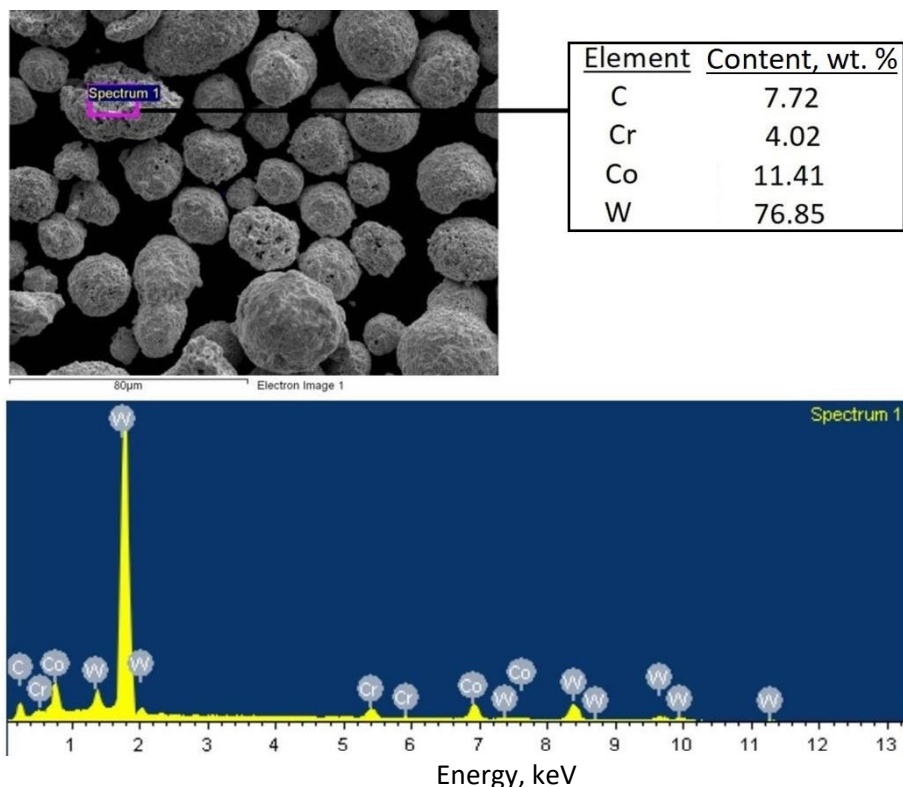 Element Content, wt. %
Spectrum 1
C 7.72
Cr 4.02
Co 11.41
W 76.85
80µm Electron Image 1
Spectrum 1
W
C Cr Co W W Cr Cr Co W Co W W W W W
1 2 3 4 5 6 7 8 9 10 11 12 13
Energy, keV